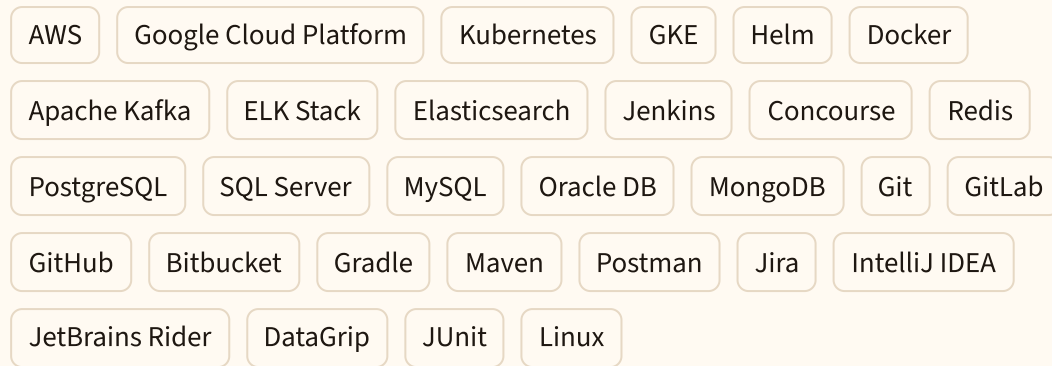 AWS Google Cloud Platform Kubernetes GKE Helm Docker
Apache Kafka ELK Stack Elasticsearch Jenkins Concourse Redis
PostgreSQL SQL Server MySQL Oracle DB MongoDB Git GitLab
GitHub Bitbucket Gradle Maven Postman Jira IntelliJ IDEA
JetBrains Rider DataGrip JUnit Linux